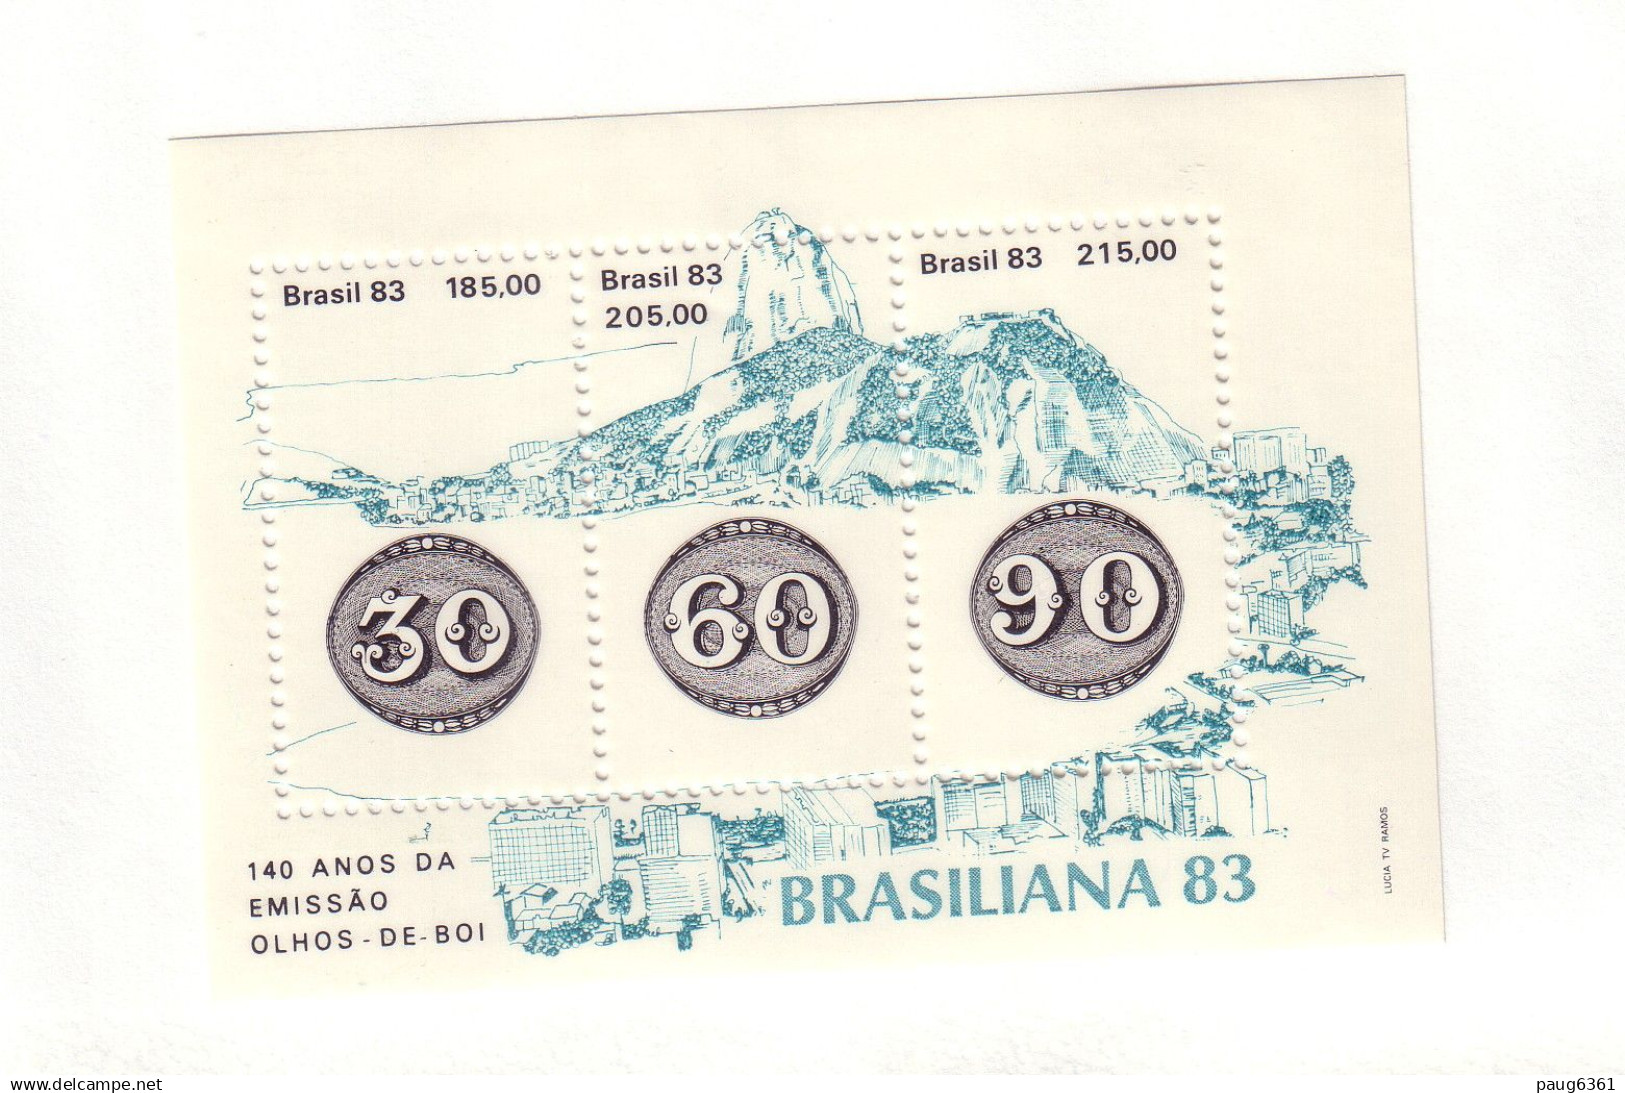 Brasil 83 185,00
Brasil 83
205,00
Brasil 83 215,00
30
60
90
140 ANOS DA
EMISSÃO
OLHOS-DE-BOI
BRASILIANA 83
LUCIA TV RAMOS
www.delcampe.net
paug6361